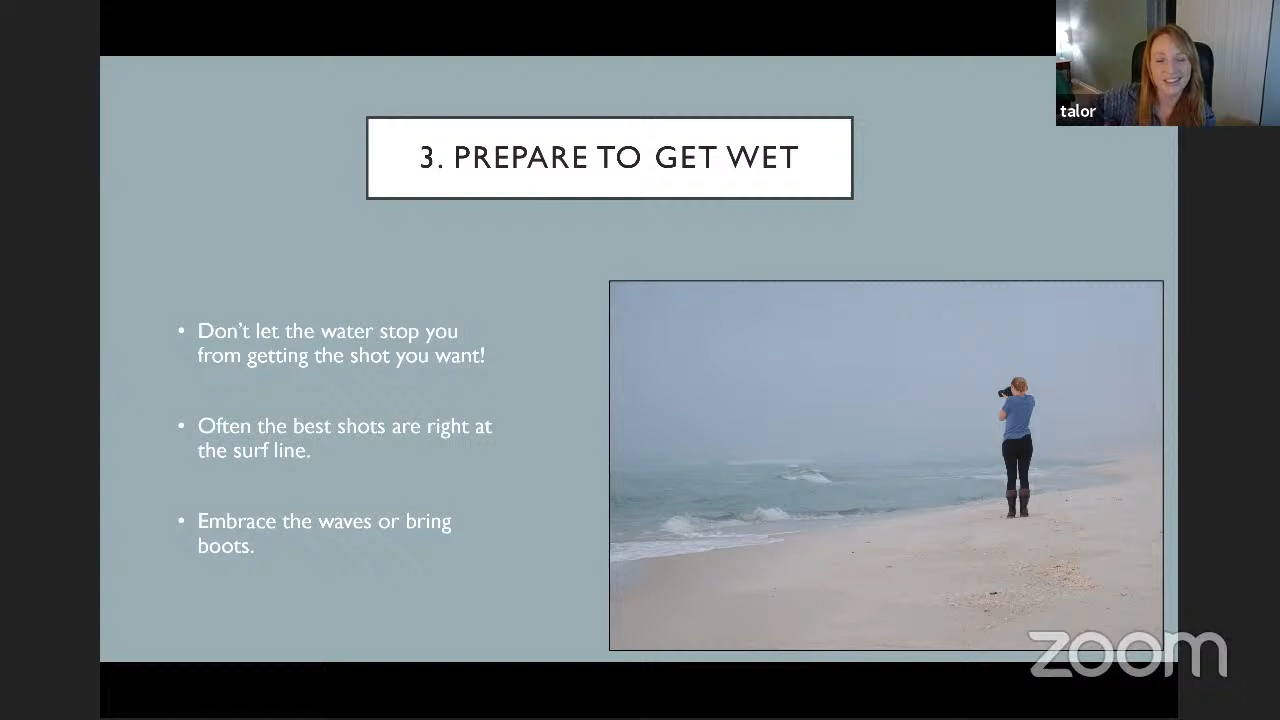 talor
3. PREPARE TO GET WET
• Don't let the water stop you
from getting the shot you want!
• Often the best shots are right at
the surf line.
• Embrace the waves or bring
boots.
zoom